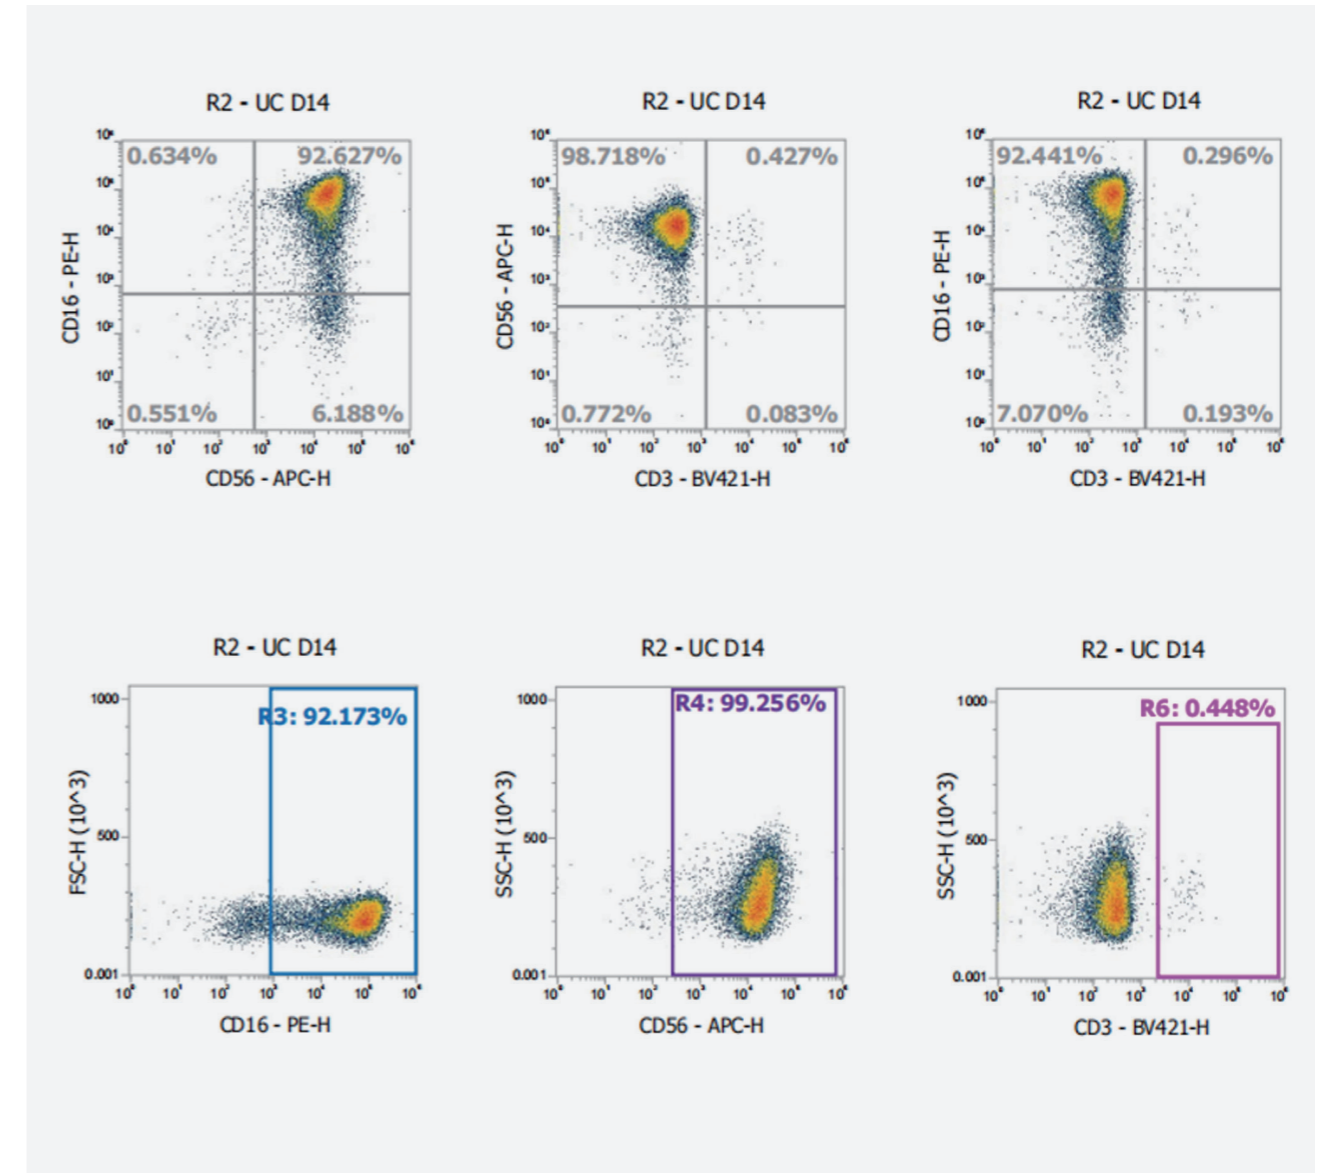 R2 - UC D14
R2 - UC D14
R2 - UC D14
0.634%
92.627%
0.551%
6.188%
CD16 - PE-H
CD56 - APC-H
98.718%
0.427%
0.772%
0.083%
CD56 - APC-H
CD3 - BV421-H
92.441%
0.296%
7.070%
0.193%
CD16 - PE-H
CD3 - BV421-H
R2 - UC D14
R2 - UC D14
R2 - UC D14
R3: 92.173%
1000
500
0.001
FSC-H (10^3)
CD16 - PE-H
R4: 99.256%
1000
500
0.001
SSC-H (10^3)
CD56 - APC-H
R6: 0.448%
1000
500
0.001
SSC-H (10^3)
CD3 - BV421-H